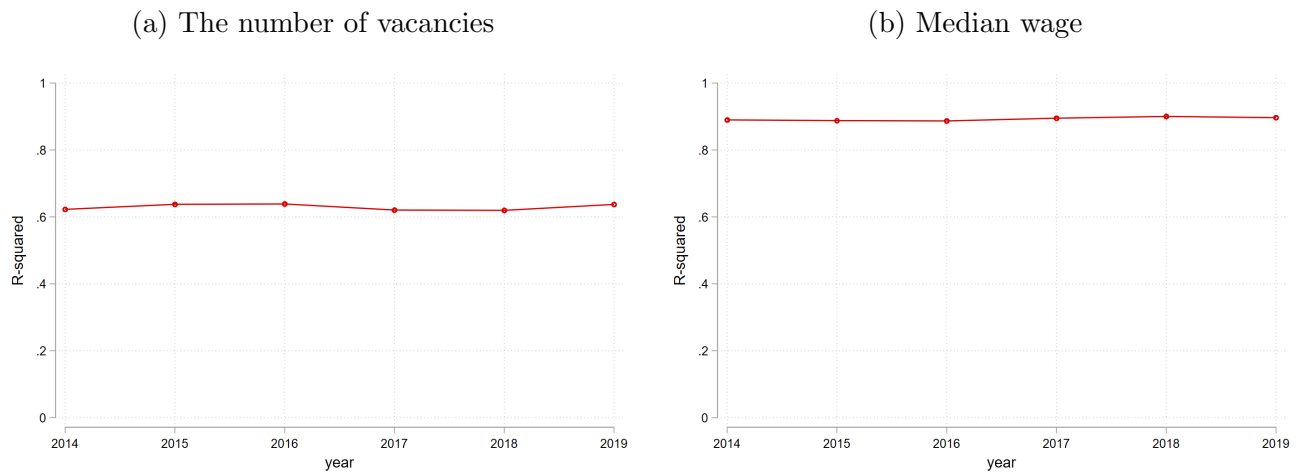 (a) The number of vacancies
R-squared
1
.8
.6
.4
.2
0
2014 2015 2016 2017 2018 2019
year
(b) Median wage
R-squared
1
.8
.6
.4
.2
0
2014 2015 2016 2017 2018 2019
year